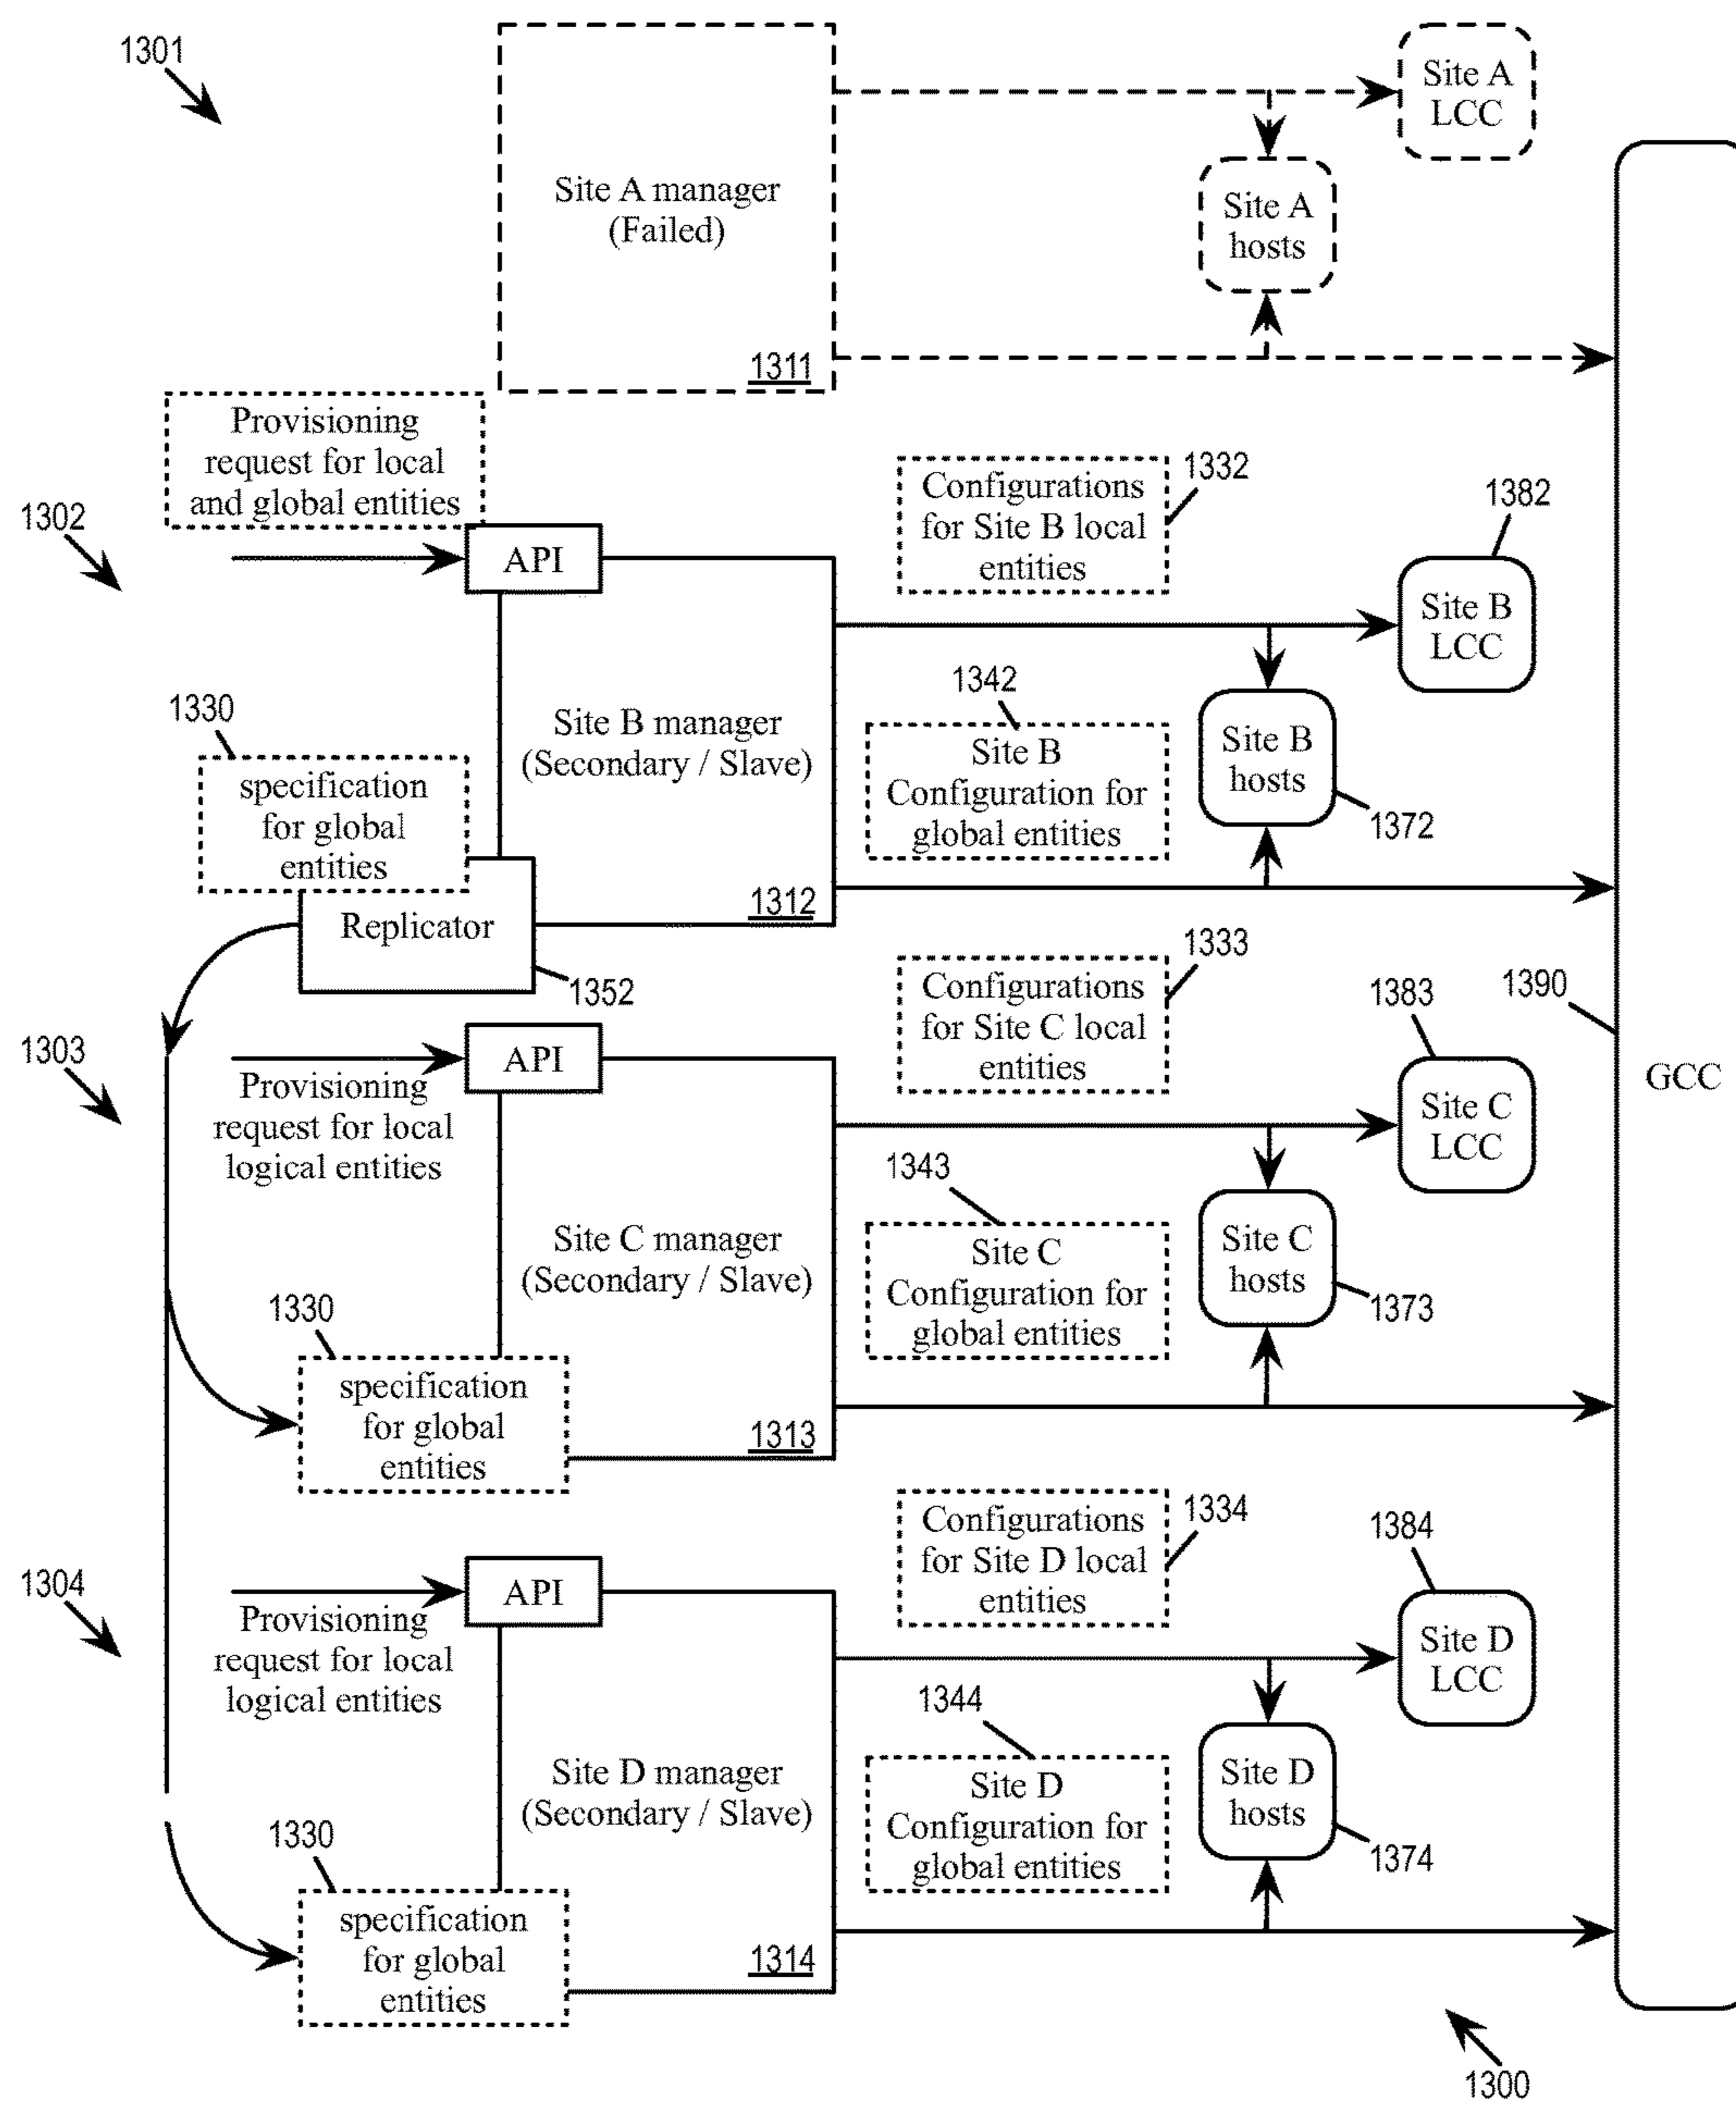 1301
Site A manager
(Failed)
1311
Site A
LCC
Site A
hosts
Provisioning
request for local
and global entities
1302
API
Configurations
for Site B local
entities
1332
1382
Site B
LCC
1330
specification
for global
entities
Site B manager
(Secondary / Slave)
1342
Site B
Configuration for
global entities
Site B
hosts
1372
1312
Replicator
1352
1303
API
Provisioning
request for local
logical entities
Configurations
for Site C local
entities
1333
1383
1390
GCC
Site C
LCC
Site C manager
(Secondary / Slave)
1343
Site C
Configuration for
global entities
Site C
hosts
1373
1330
specification
for global
entities
1313
1304
API
Provisioning
request for local
logical entities
Configurations
for Site D local
entities
1334
1384
Site D
LCC
Site D manager
(Secondary / Slave)
1344
Site D
Configuration for
global entities
Site D
hosts
1374
1330
specification
for global
entities
1314
1300